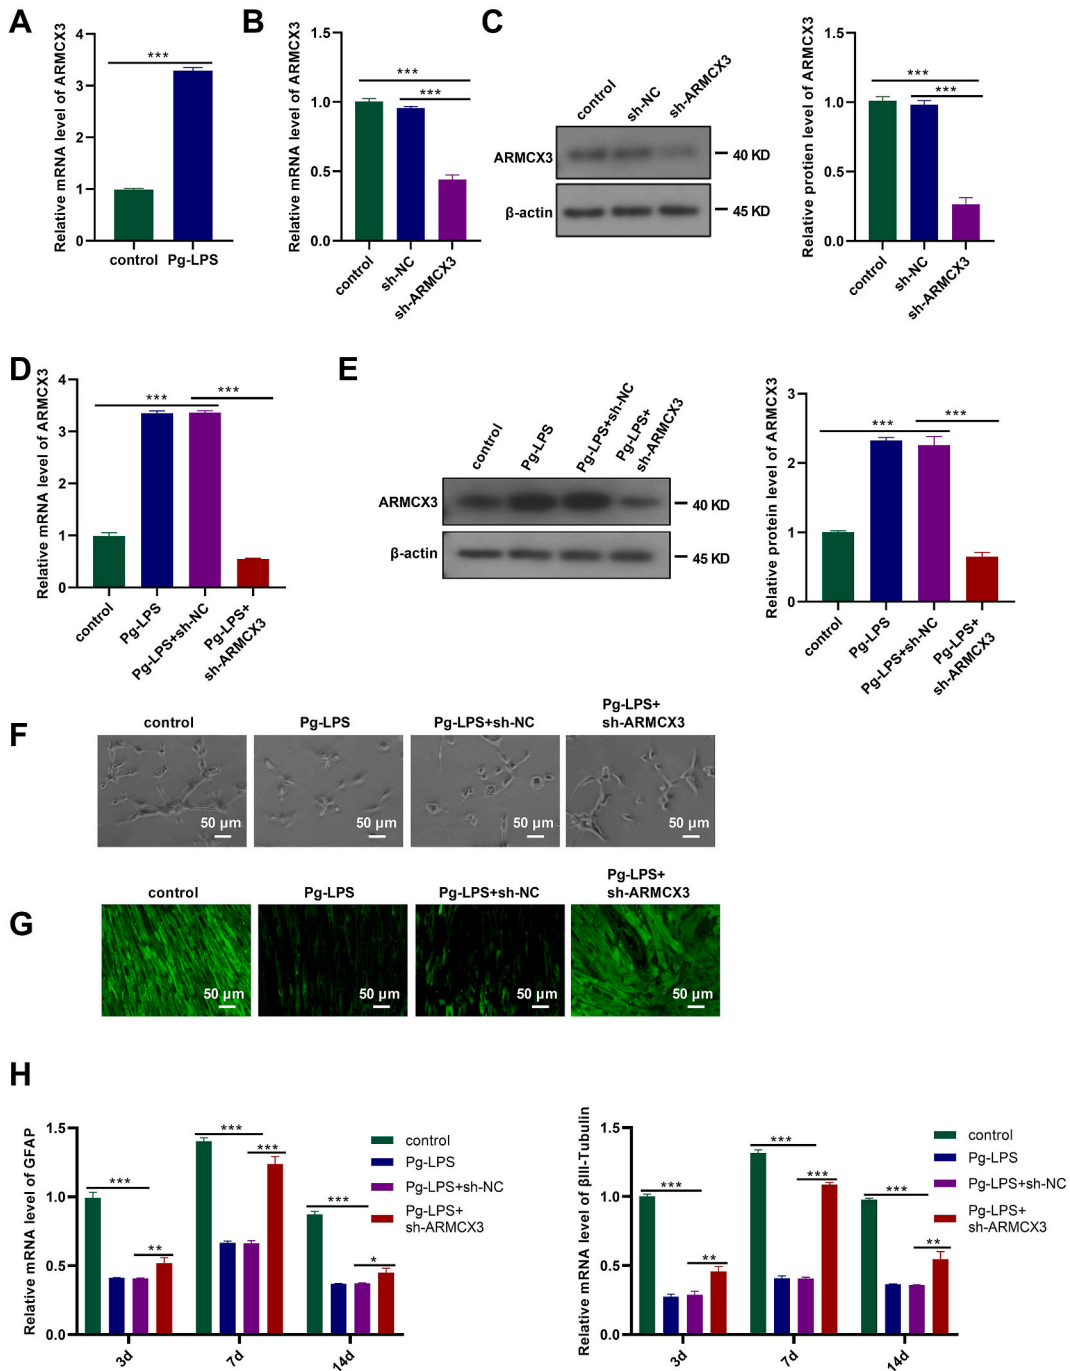 A
Relative mRNA level of ARMCX3
4
3
2
1
0
***
control
Pg-LPS
B
Relative mRNA level of ARMCX3
1.5
1.0
0.5
0.0
***
***
control
sh-NC
sh-ARMCX3
C
control
sh-NC
sh-ARMCX3
ARMCX3
40 KD
β-actin
45 KD
Relative protien level of ARMCX3
1.5
1.0
0.5
0.0
***
***
control
sh-NC
sh-ARMCX3
D
Relative mRNA level of ARMCX3
4
3
2
1
0
***
***
control
Pg-LPS
Pg-LPS+sh-NC
Pg-LPS+
sh-ARMCX3
E
control
Pg-LPS
Pg-LPS+sh-NC
Pg-LPS+
sh-ARMCX3
ARMCX3
40 KD
β-actin
45 KD
Relative protein level of ARMCX3
3
2
1
0
***
***
control
Pg-LPS
Pg-LPS+sh-NC
Pg-LPS+
sh-ARMCX3
F
control
Pg-LPS
Pg-LPS+sh-NC
Pg-LPS+
sh-ARMCX3
50 μm
50 μm
50 μm
50 μm
G
control
Pg-LPS
Pg-LPS+sh-NC
Pg-LPS+
sh-ARMCX3
50 μm
50 μm
50 μm
50 μm
H
Relative mRNA level of GFAP
1.5
1.0
0.5
0.0
***
**
***
***
***
*
3d
7d
14d
control
Pg-LPS
Pg-LPS+sh-NC
Pg-LPS+
sh-ARMCX3
Relative mRNA level of βIII-Tubulin
1.5
1.0
0.5
0.0
***
**
***
***
***
**
3d
7d
14d
control
Pg-LPS
Pg-LPS+sh-NC
Pg-LPS+
sh-ARMCX3